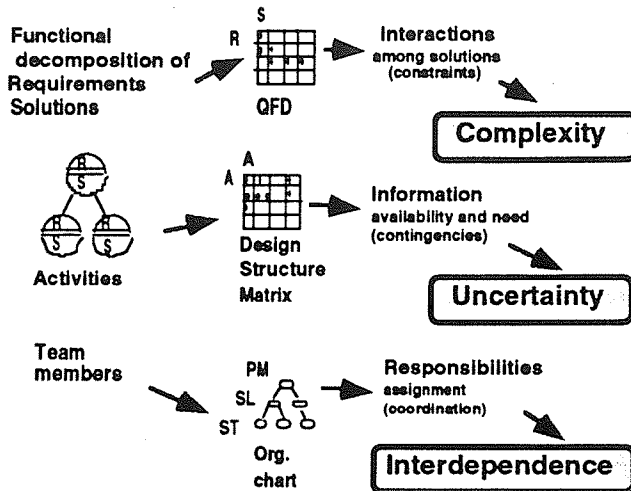 Functional
decomposition of
Requirements
Solutions
S
R
QFD
Interactions
among solutions
(constraints)
Complexity
R
S
R
S
R
S
Activities
A
A
Design
Structure
Matrix
Information
availability and need
(contingencies)
Uncertainty
Team
members
PM
SL
ST
Org.
chart
Responsibilities
assignment
(coordination)
Interdependence